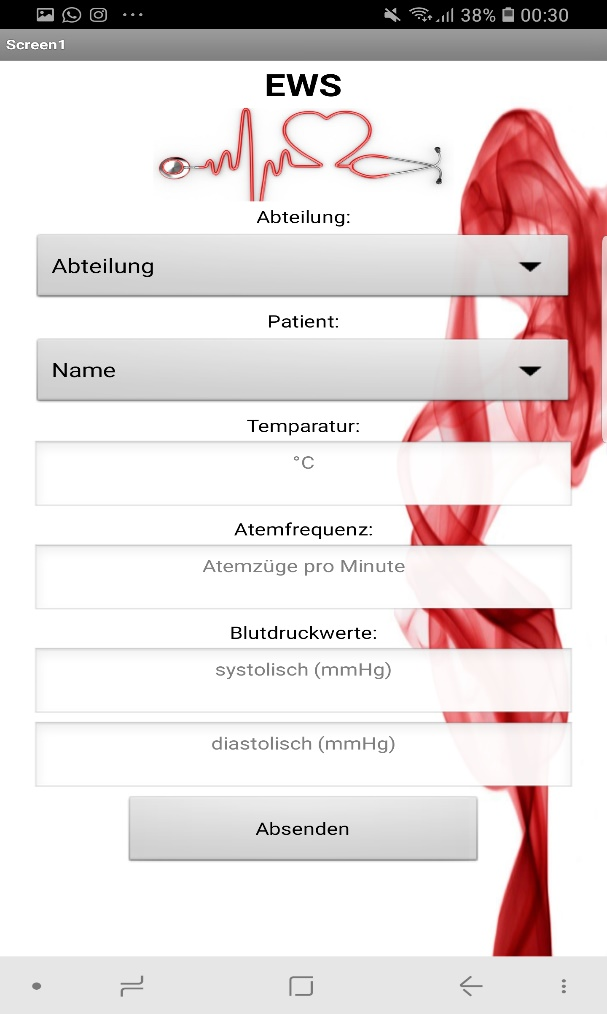 38% 00:30
Screen1
EWS
Abteilung:
Abteilung
Patient:
Name
Temparatur:
°C
Atemfrequenz:
Atemzüge pro Minute
Blutdruckwerte:
systolisch (mmHg)
diastolisch (mmHg)
Absenden